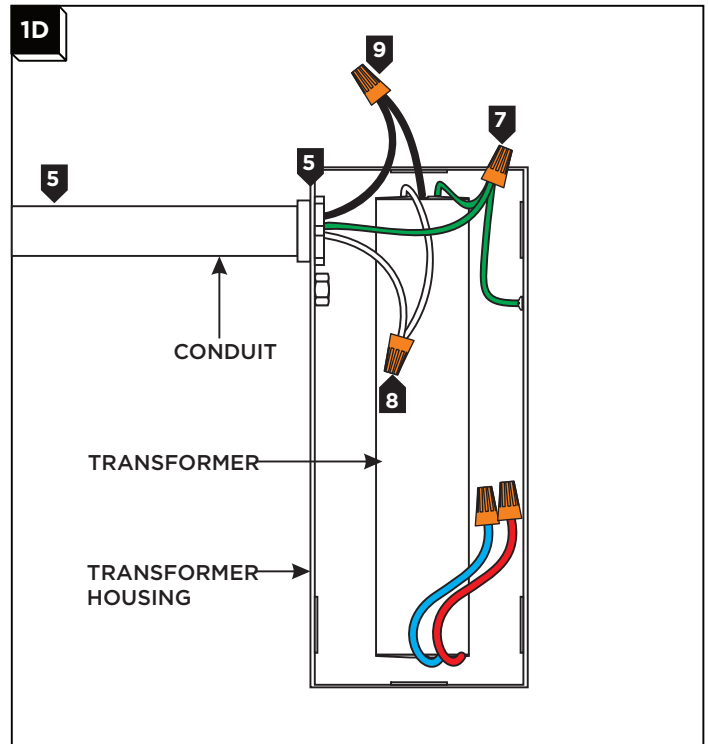 1D
9
7
5
5
CONDUIT
8
TRANSFORMER
TRANSFORMER
HOUSING